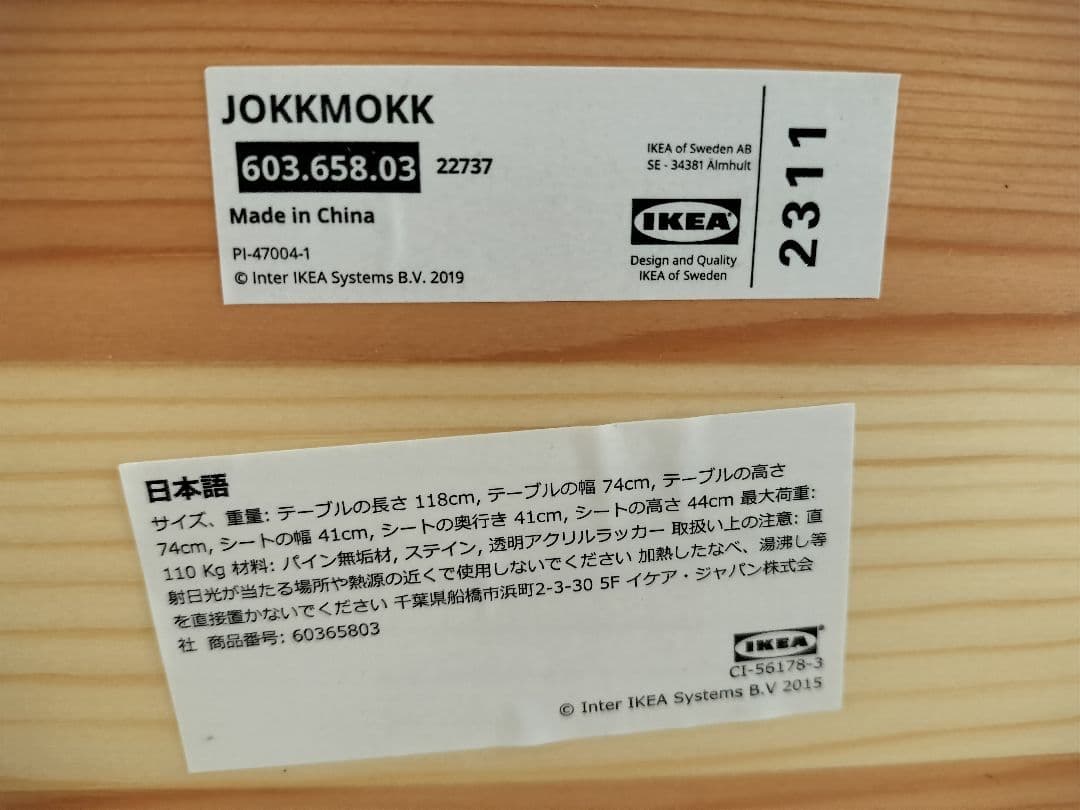 JOKKMOKK
603.658.03 22737
Made in China
PI-47004-1
© Inter IKEA Systems B.V. 2019
IKEA of Sweden AB
SE - 34381 Älmhult
IKEA
Design and Quality
IKEA of Sweden
2311
日本語
サイズ、重量: テーブルの長さ 118cm, テーブルの幅 74cm, テーブルの高さ
74cm, シートの幅 41cm, シートの奥行き 41cm, シートの高さ 44cm 最大荷重:
110 Kg 材料: パイン無垢材, ステイン, 透明アクリルラッカー 取扱い上の注意: 直
射日光が当たる場所や熱源の近くで使用しないでください 加熱したなべ、湯沸し等
を直接置かないでください 千葉県船橋市浜町2-3-30 5F イケア・ジャパン株式会
社 商品番号: 60365803
IKEA
CI-56178-3
© Inter IKEA Systems B.V 2015